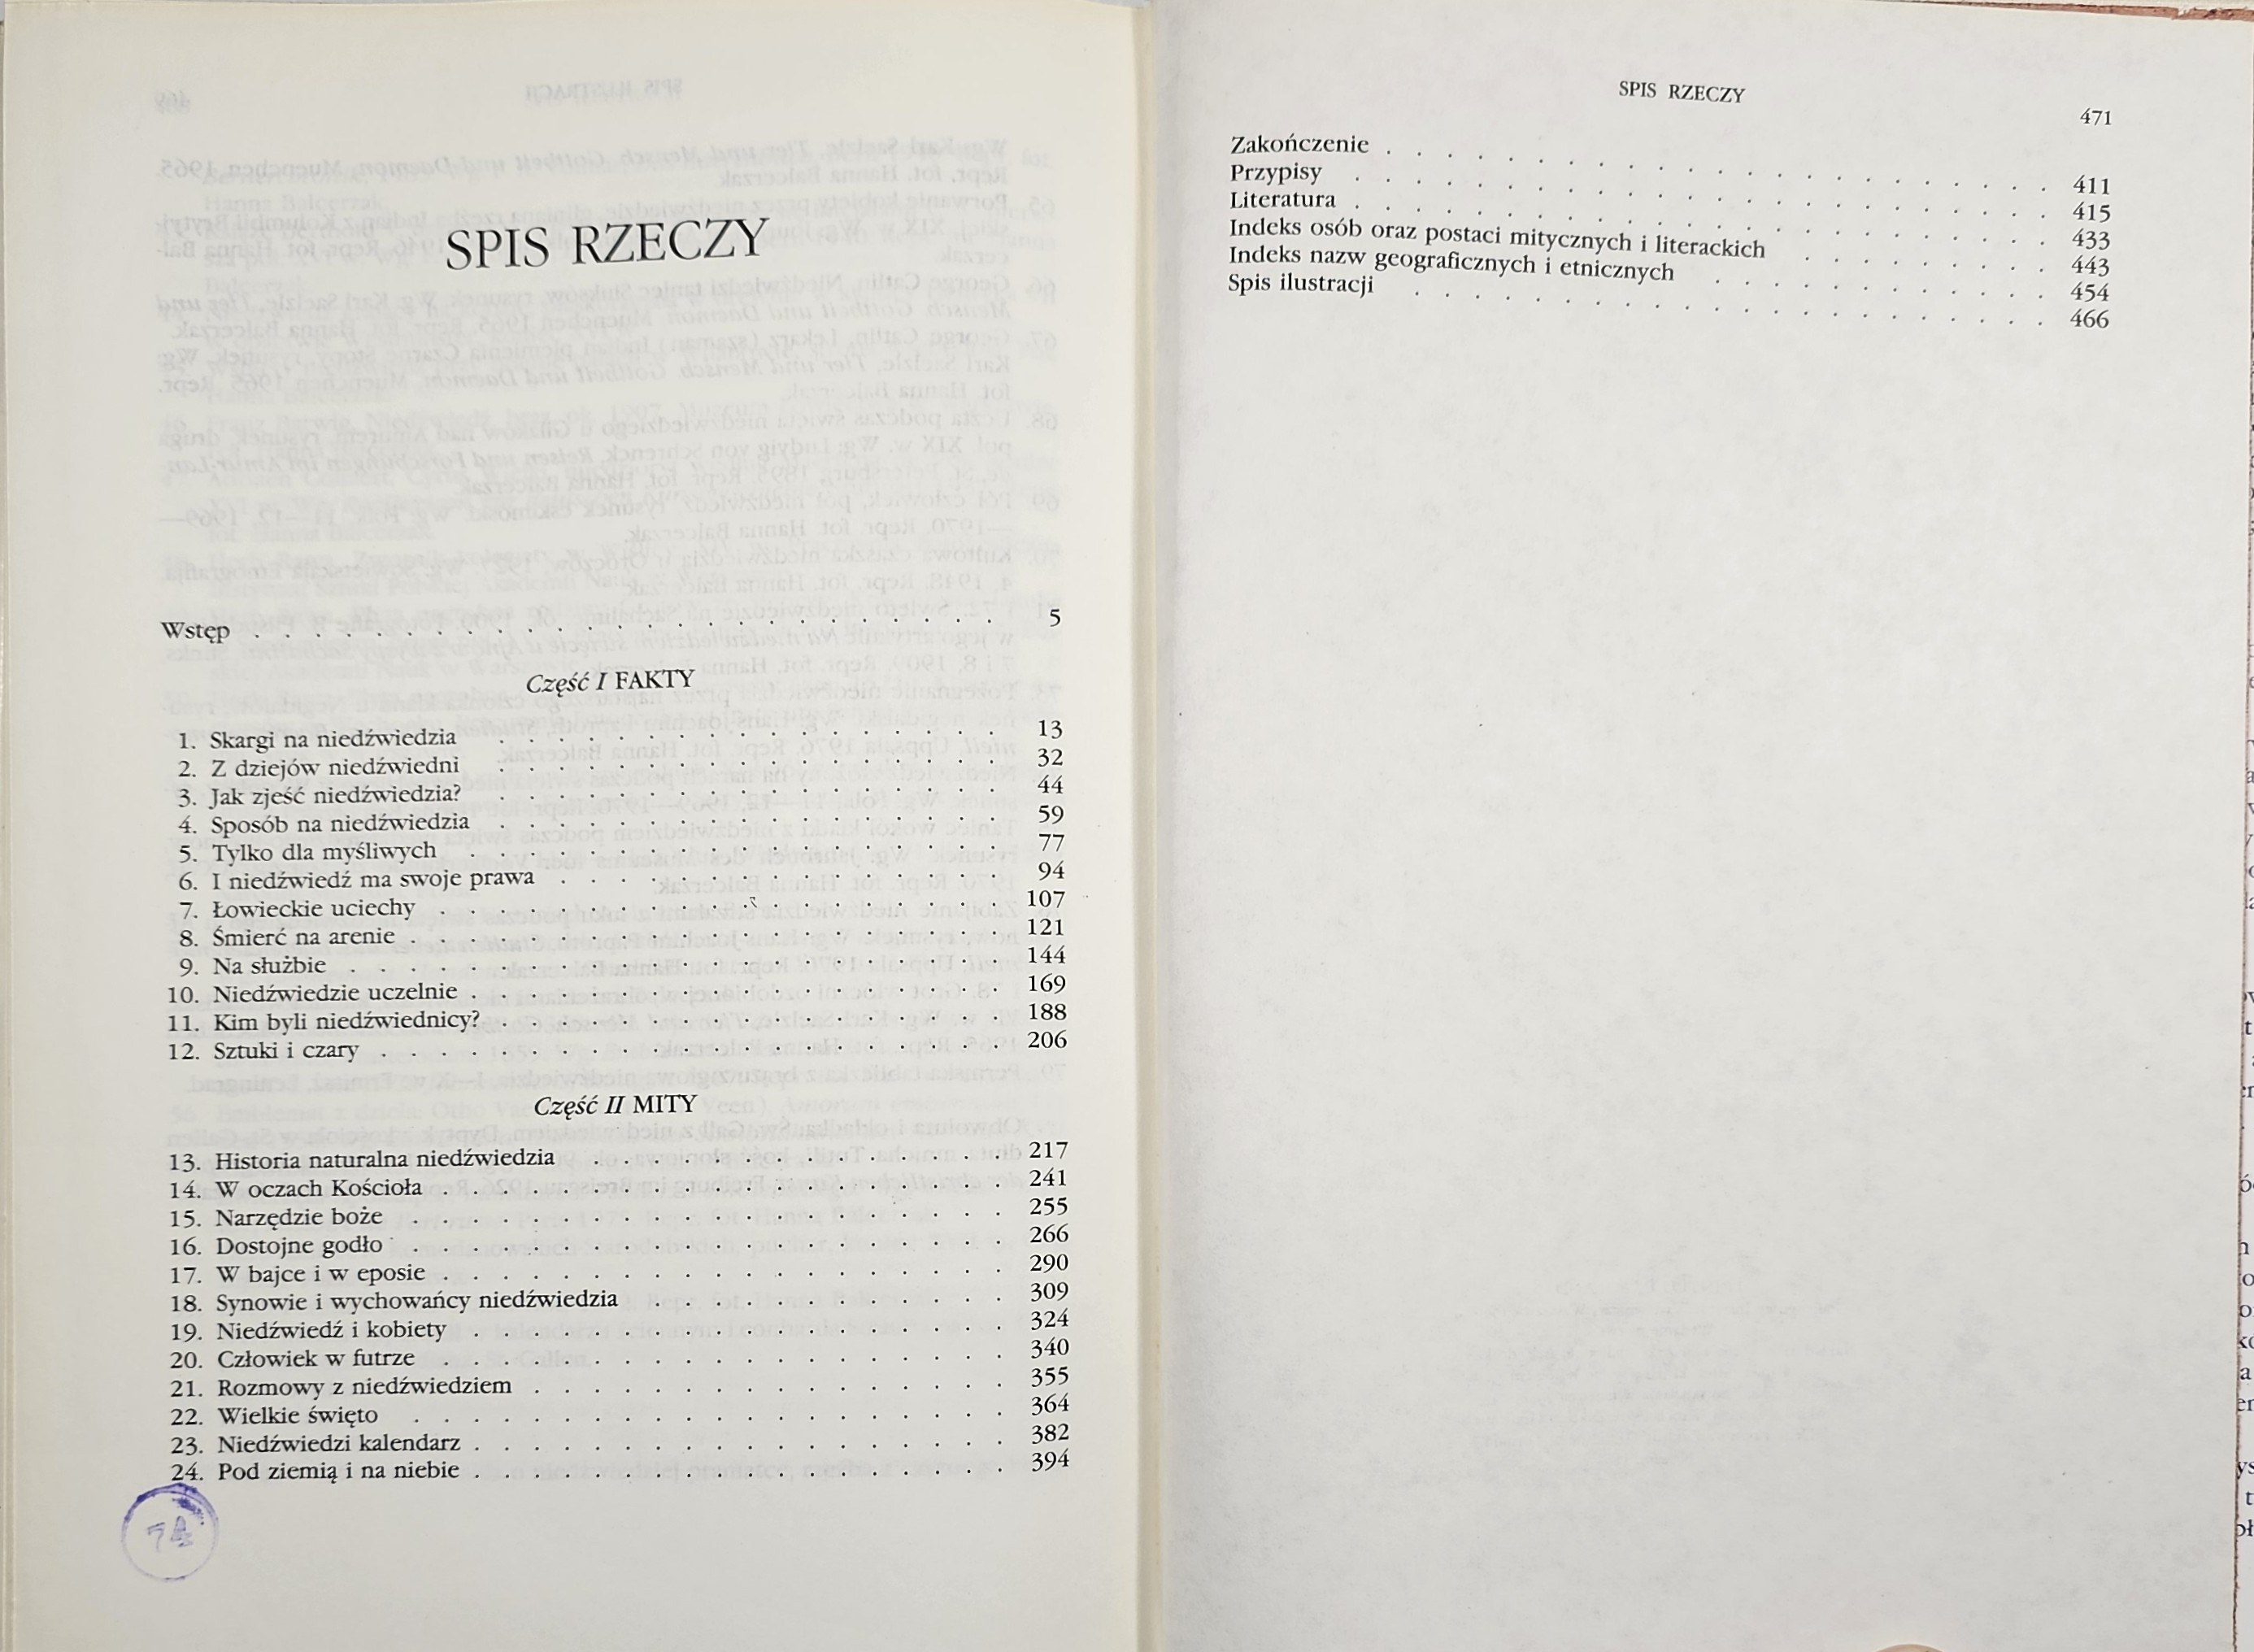 SPIS RZECZY
Wstęp . . . . . . . . . . . . . . . . . . . . . . . . . 5
Część I FAKTY
1. Skargi na niedźwiedzia . . . . . . . . . . . . . . . . . 13
2. Z dziejów niedźwiedni . . . . . . . . . . . . . . . . . 32
3. Jak zjeść niedźwiedzia? . . . . . . . . . . . . . . . . . 44
4. Sposób na niedźwiedzia . . . . . . . . . . . . . . . . . 59
5. Tylko dla myśliwych . . . . . . . . . . . . . . . . . . 77
6. I niedźwiedź ma swoje prawa . . . . . . . . . . . . . . . 94
7. Łowieckie uciechy . . . . . . . . . . . . . . . . . . . 107
8. Śmierć na arenie . . . . . . . . . . . . . . . . . . . . 121
9. Na służbie . . . . . . . . . . . . . . . . . . . . . . 144
10. Niedźwiedzie uczelnie . . . . . . . . . . . . . . . . . . 169
11. Kim byli niedźwiednicy? . . . . . . . . . . . . . . . . . 188
12. Sztuki i czary . . . . . . . . . . . . . . . . . . . . . 206
Część II MITY
13. Historia naturalna niedźwiedzia . . . . . . . . . . . . . . 217
14. W oczach Kościoła . . . . . . . . . . . . . . . . . . . 241
15. Narzędzie boże . . . . . . . . . . . . . . . . . . . . 255
16. Dostojne godło . . . . . . . . . . . . . . . . . . . . 266
17. W bajce i w eposie . . . . . . . . . . . . . . . . . . . 290
18. Synowie i wychowańcy niedźwiedzia . . . . . . . . . . . . 309
19. Niedźwiedź i kobiety . . . . . . . . . . . . . . . . . . 324
20. Człowiek w futrze . . . . . . . . . . . . . . . . . . . 340
21. Rozmowy z niedźwiedziem . . . . . . . . . . . . . . . . 355
22. Wielkie święto . . . . . . . . . . . . . . . . . . . . 364
23. Niedźwiedzi kalendarz . . . . . . . . . . . . . . . . . . 382
24. Pod ziemią i na niebie . . . . . . . . . . . . . . . . . . 394
74
SPIS RZECZY
471
Zakończenie . . . . . . . . . . . . . . . . . . . . . . 411
Przypisy . . . . . . . . . . . . . . . . . . . . . . . 415
Literatura . . . . . . . . . . . . . . . . . . . . . . . 433
Indeks osób oraz postaci mitycznych i literackich . . . . . . . . 443
Indeks nazw geograficznych i etnicznych . . . . . . . . . . . 454
Spis ilustracji . . . . . . . . . . . . . . . . . . . . . 466